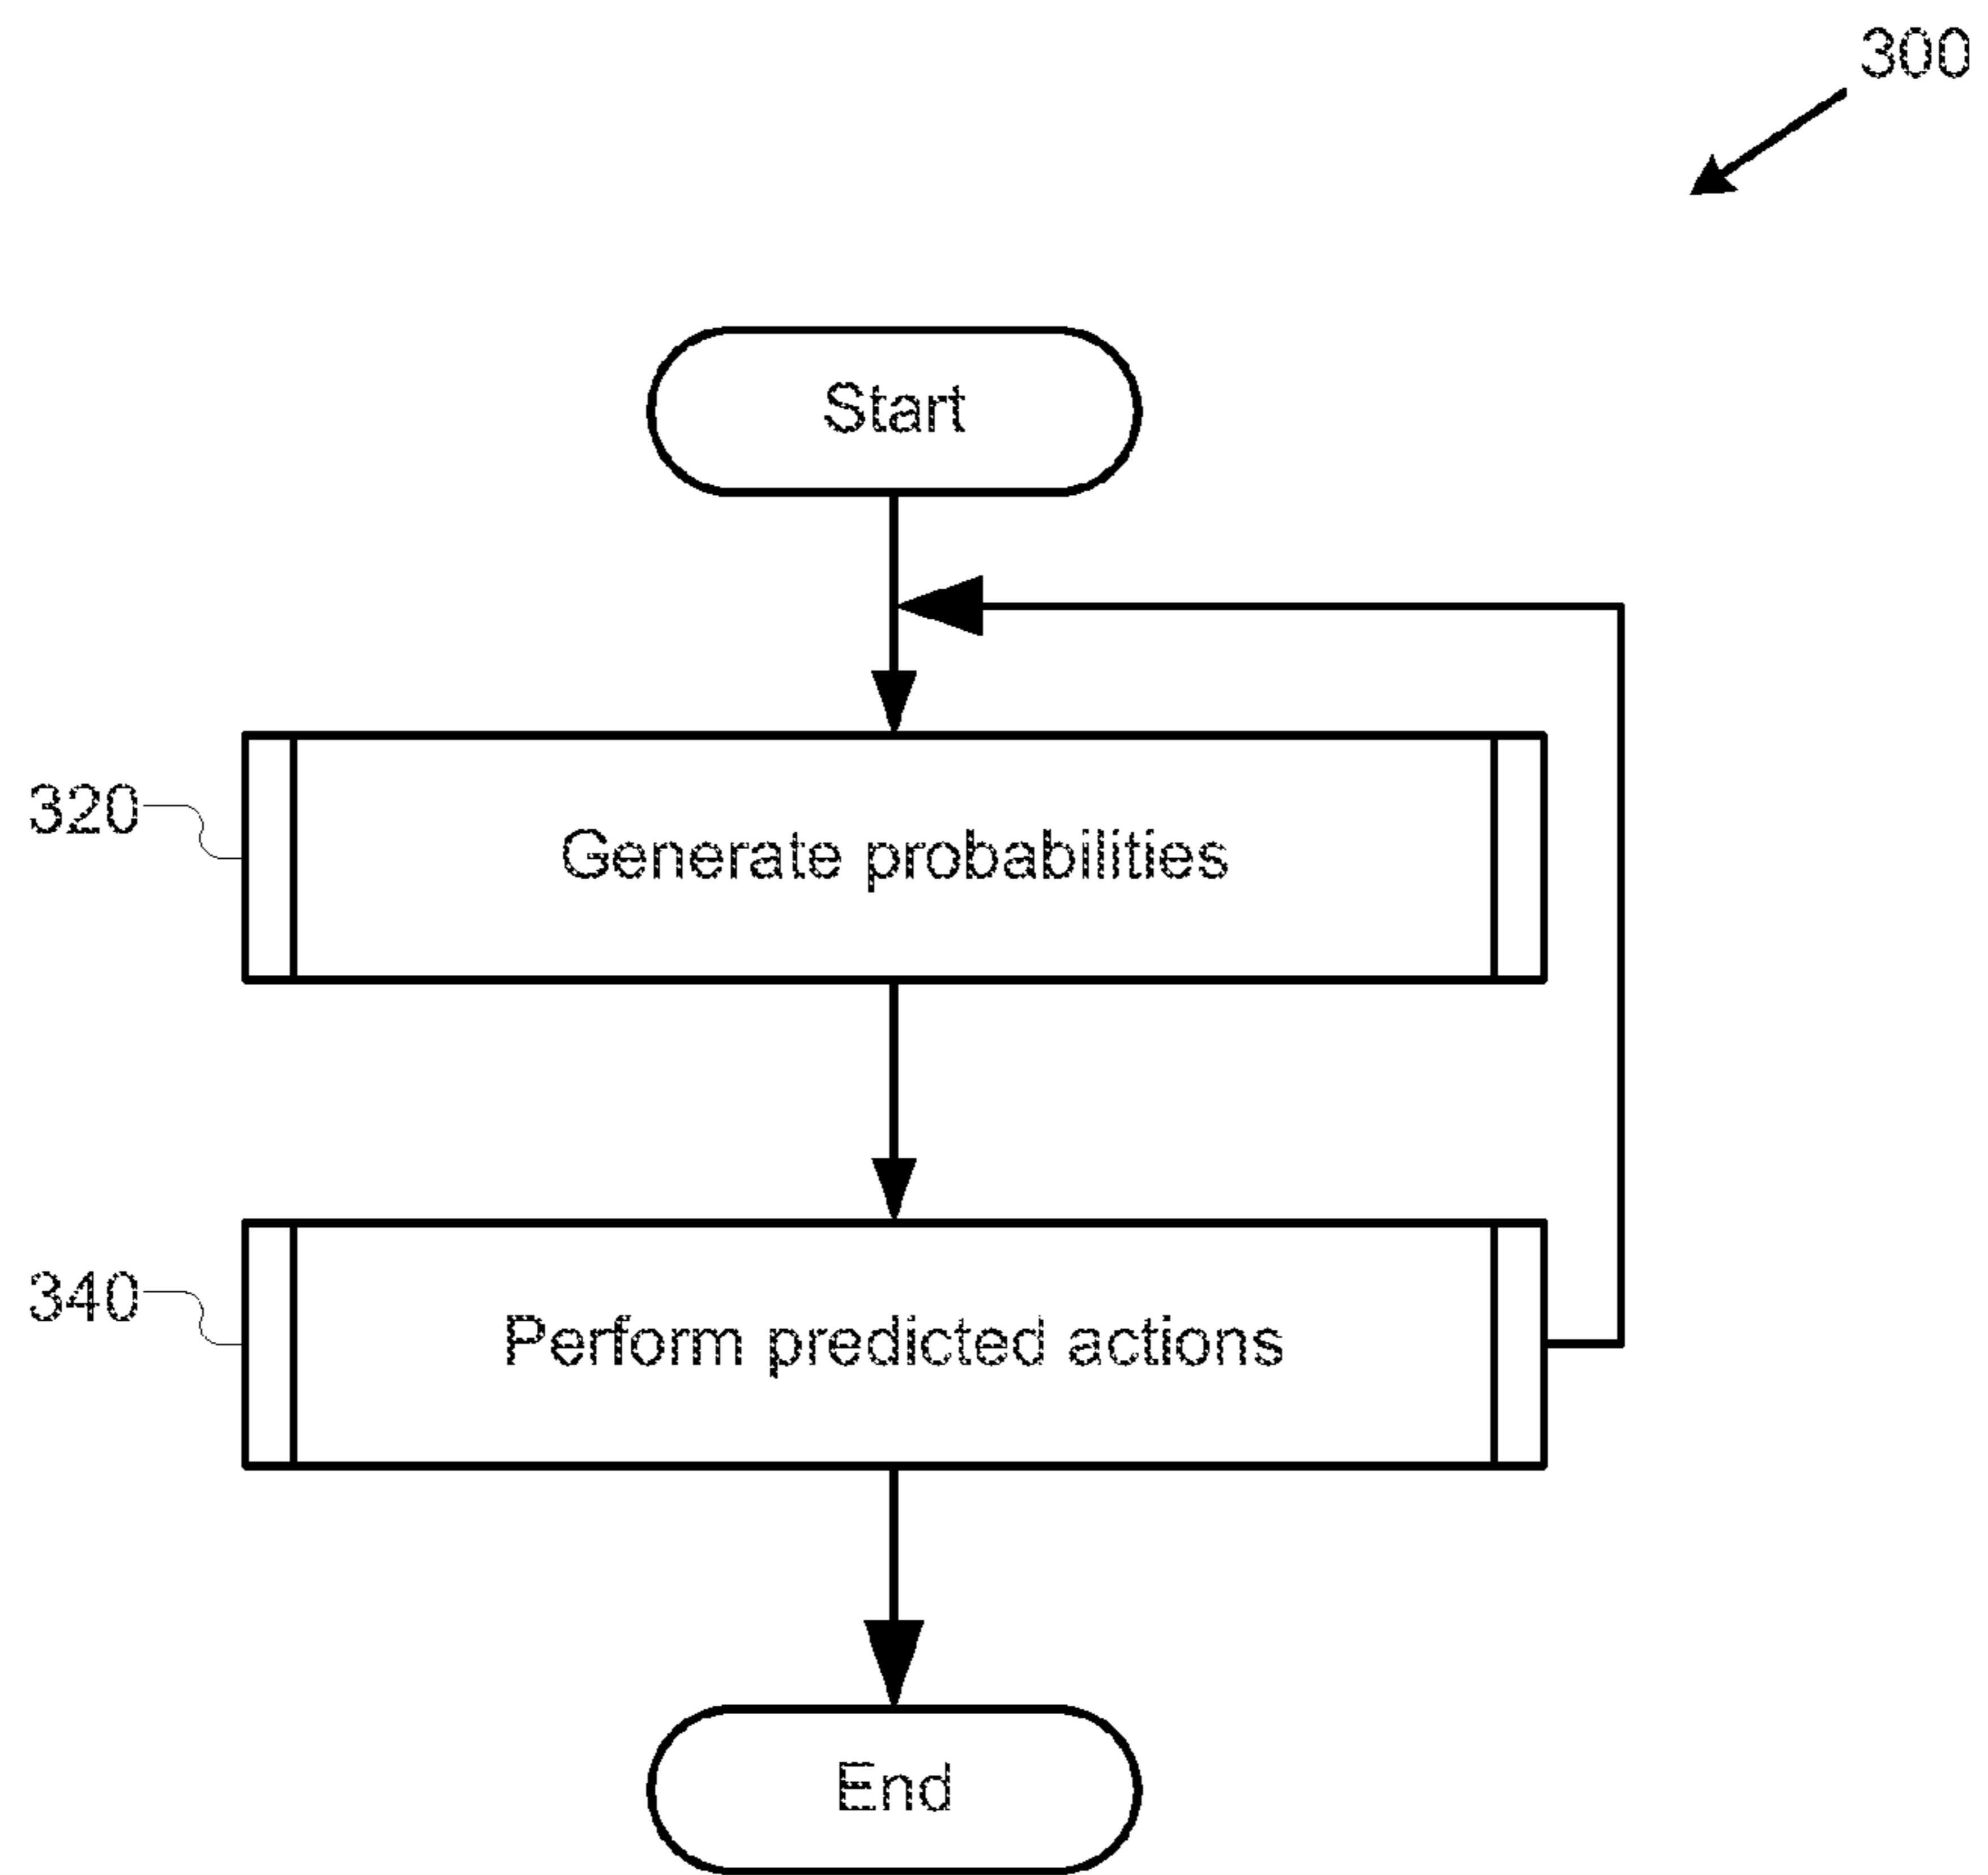 300
Start
320
Generate probabilities
340
Perform predicted actions
End